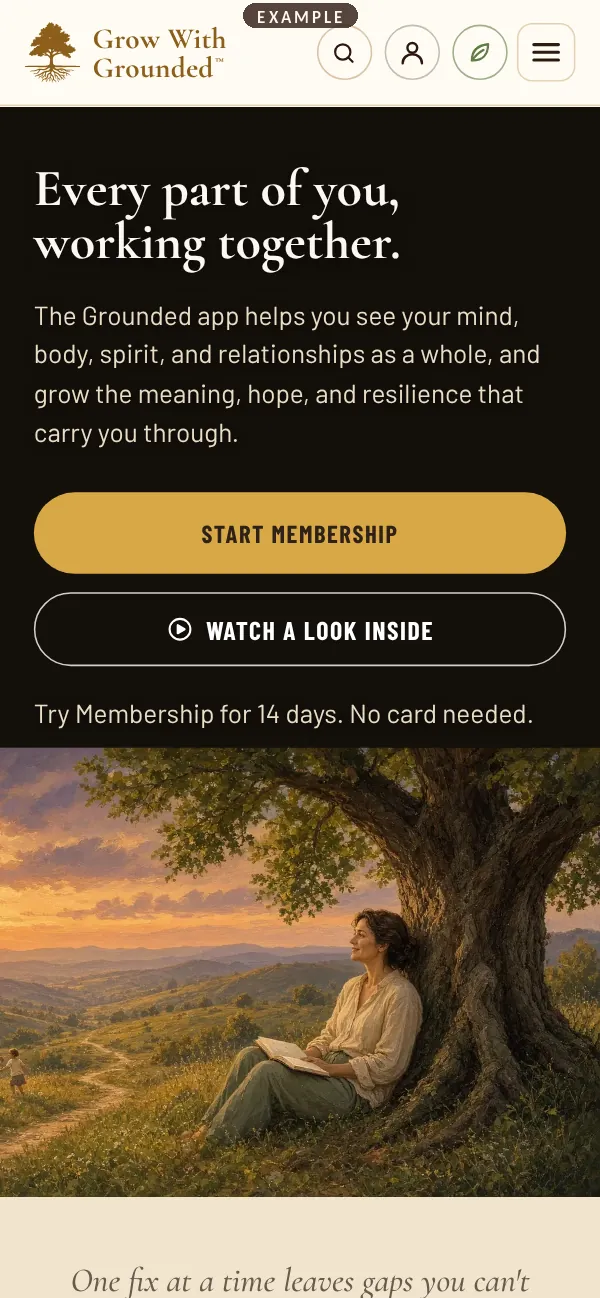 EXAMPLE
Grow With
Grounded™
Every part of you,
working together.
The Grounded app helps you see your mind,
body, spirit, and relationships as a whole, and
grow the meaning, hope, and resilience that
carry you through.
START MEMBERSHIP
WATCH A LOOK INSIDE
Try Membership for 14 days. No card needed.
One fix at a time leaves gaps you can't